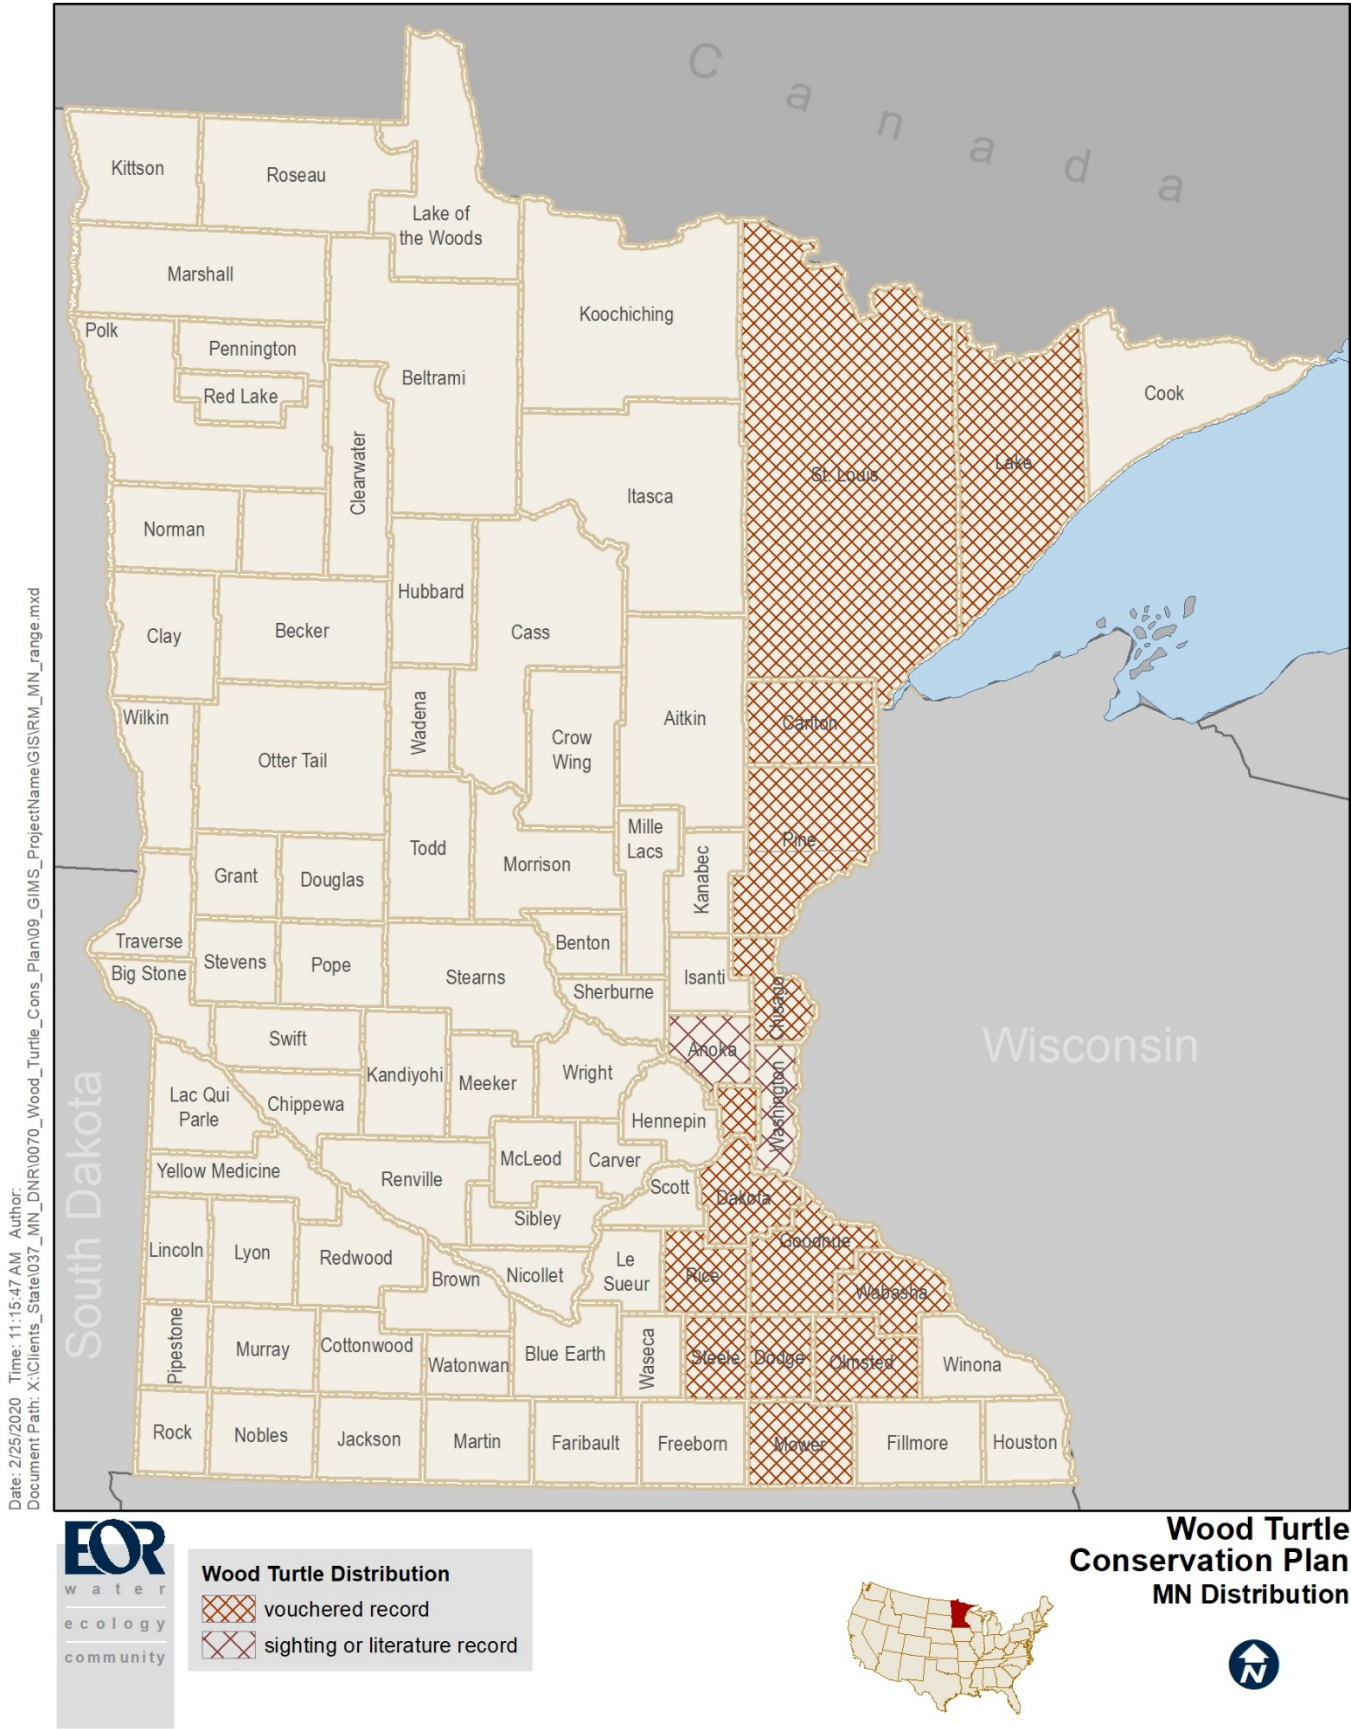 C a n a d a
Kittson
Roseau
Lake of
the Woods
Marshall
Koochiching
Polk
Pennington
Red Lake
Beltrami
Cook
Clearwater
St. Louis
Lake
Itasca
Norman
Hubbard
Clay
Becker
Cass
Wilkin
Wadena
Aitkin
Carlton
Otter Tail
Crow
Wing
Mille
Lacs
Pine
Todd
Morrison
Kanabec
Grant
Douglas
Traverse
Benton
Big Stone
Stevens
Pope
Stearns
Isanti
Sherburne
Chisago
Swift
Anoka
Wisconsin
Kandiyohi
Meeker
Wright
Lac Qui
Parle
Chippewa
Hennepin
Washington
Yellow Medicine
Renville
McLeod
Carver
Scott
Dakota
South Dakota
Sibley
Lincoln
Lyon
Redwood
Brown
Nicollet
Le
Sueur
Rice
Goodhue
Wabasha
Pipestone
Murray
Cottonwood
Watonwan
Blue Earth
Waseca
Steele
Dodge
Olmsted
Winona
Rock
Nobles
Jackson
Martin
Faribault
Freeborn
Mower
Fillmore
Houston
Date: 2/25/2020 Time: 11:15:47 AM Author:
Document Path: X:\Clients_State\037_MN_DNR\0070_Wood_Turtle_Cons_Plan\09_GIMS_ProjectName\GIS\RM_MN_range.mxd
EOR
water
ecology
community
Wood Turtle Distribution
vouchered record
sighting or literature record
Wood Turtle
Conservation Plan
MN Distribution
N